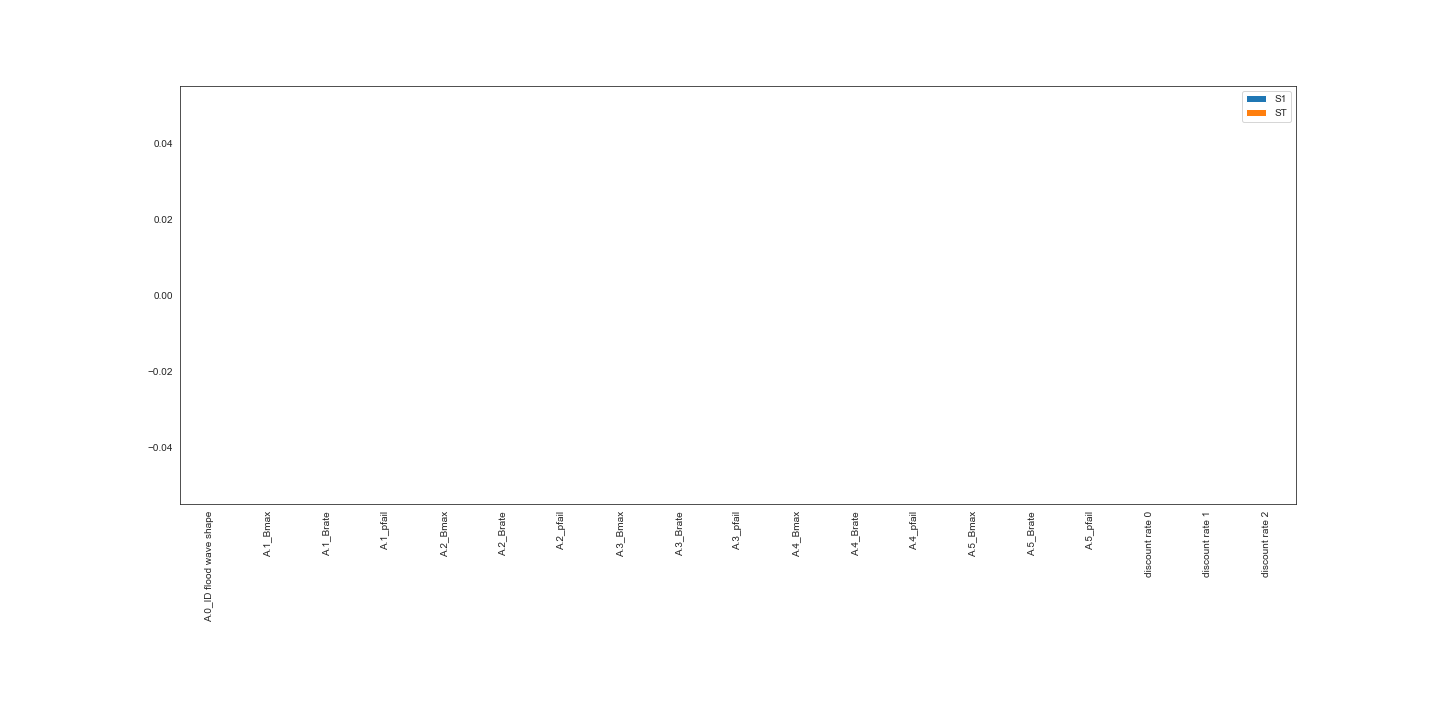 S1
ST
0.04
0.02
0.00
−0.02
−0.04
A.0_ID flood wave shape
A.1_Bmax
A.1_Brate
A.1_pfail
A.2_Bmax
A.2_Brate
A.2_pfail
A.3_Bmax
A.3_Brate
A.3_pfail
A.4_Bmax
A.4_Brate
A.4_pfail
A.5_Bmax
A.5_Brate
A.5_pfail
discount rate 0
discount rate 1
discount rate 2